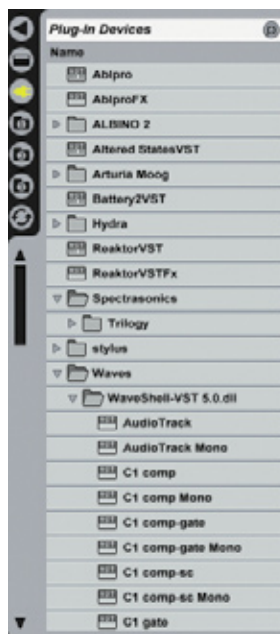 Plug-In Devices
Name
Ablpro
AblproFX
ALBINO 2
Altered StatesVST
Arturia Moog
Battery2VST
Hydra
ReaktorVST
ReaktorVSTFx
Spectrasonics
Trilogy
stylus
Waves
WaveShell-VST 5.0.dll
AudioTrack
AudioTrack Mono
C1 comp
C1 comp Mono
C1 comp-gate
C1 comp-gate Mono
C1 comp-sc
C1 comp-sc Mono
C1 gate